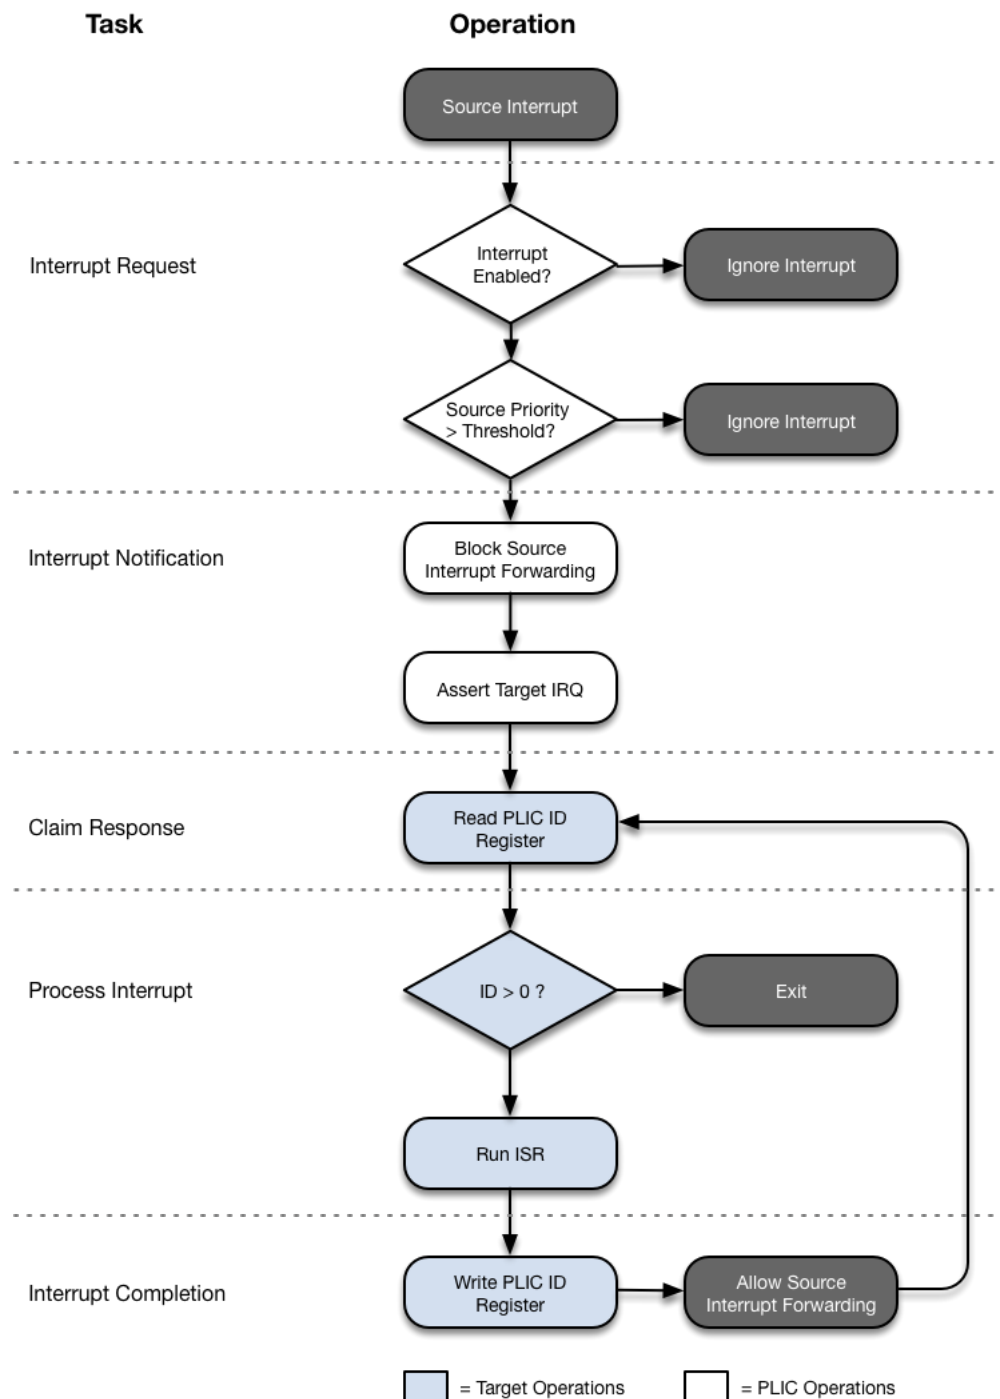 Task
Operation
Source Interrupt
Interrupt Request
Interrupt
Enabled?
Ignore Interrupt
Source Priority
> Threshold?
Ignore Interrupt
Interrupt Notification
Block Source
Interrupt Forwarding
Assert Target IRQ
Claim Response
Read PLIC ID
Register
Process Interrupt
ID > 0 ?
Exit
Run ISR
Interrupt Completion
Write PLIC ID
Register
Allow Source
Interrupt Forwarding
= Target Operations
= PLIC Operations